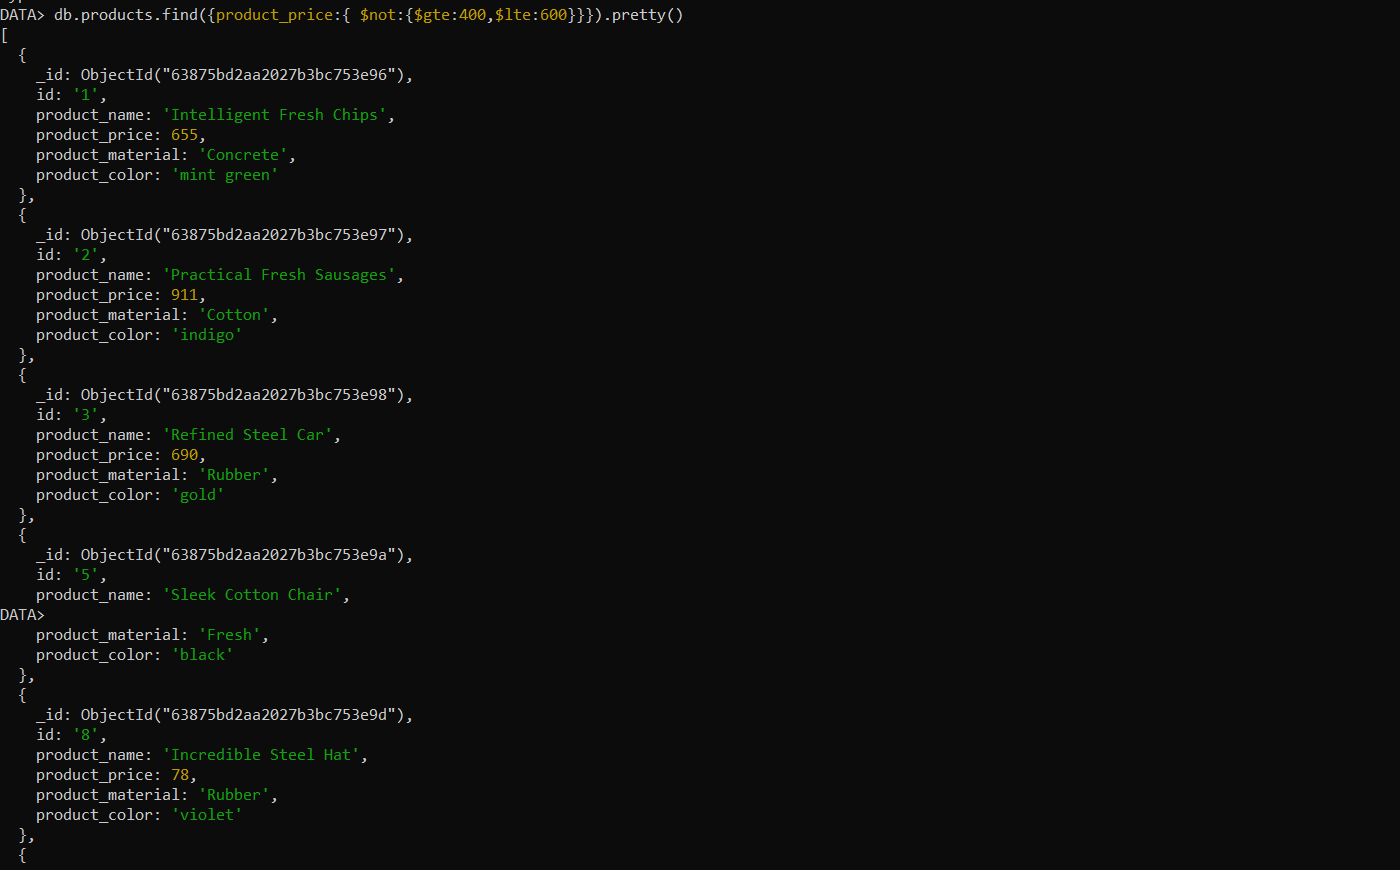 DATA> db.products.find({product_price:{ $not:{$gte:400,$lte:600}}}).pretty()
[
  {
    _id: ObjectId("63875bd2aa2027b3bc753e96"),
    id: '1',
    product_name: 'Intelligent Fresh Chips',
    product_price: 655,
    product_material: 'Concrete',
    product_color: 'mint green'
  },
  {
    _id: ObjectId("63875bd2aa2027b3bc753e97"),
    id: '2',
    product_name: 'Practical Fresh Sausages',
    product_price: 911,
    product_material: 'Cotton',
    product_color: 'indigo'
  },
  {
    _id: ObjectId("63875bd2aa2027b3bc753e98"),
    id: '3',
    product_name: 'Refined Steel Car',
    product_price: 690,
    product_material: 'Rubber',
    product_color: 'gold'
  },
  {
    _id: ObjectId("63875bd2aa2027b3bc753e9a"),
    id: '5',
    product_name: 'Sleek Cotton Chair',
DATA>
    product_material: 'Fresh',
    product_color: 'black'
  },
  {
    _id: ObjectId("63875bd2aa2027b3bc753e9d"),
    id: '8',
    product_name: 'Incredible Steel Hat',
    product_price: 78,
    product_material: 'Rubber',
    product_color: 'violet'
  },
  {